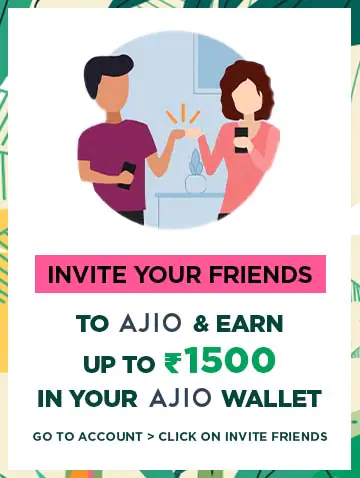 INVITE YOUR FRIENDS
TO AJIO & EARN
UP TO ₹1500
IN YOUR AJIO WALLET
GO TO ACCOUNT > CLICK ON INVITE FRIENDS